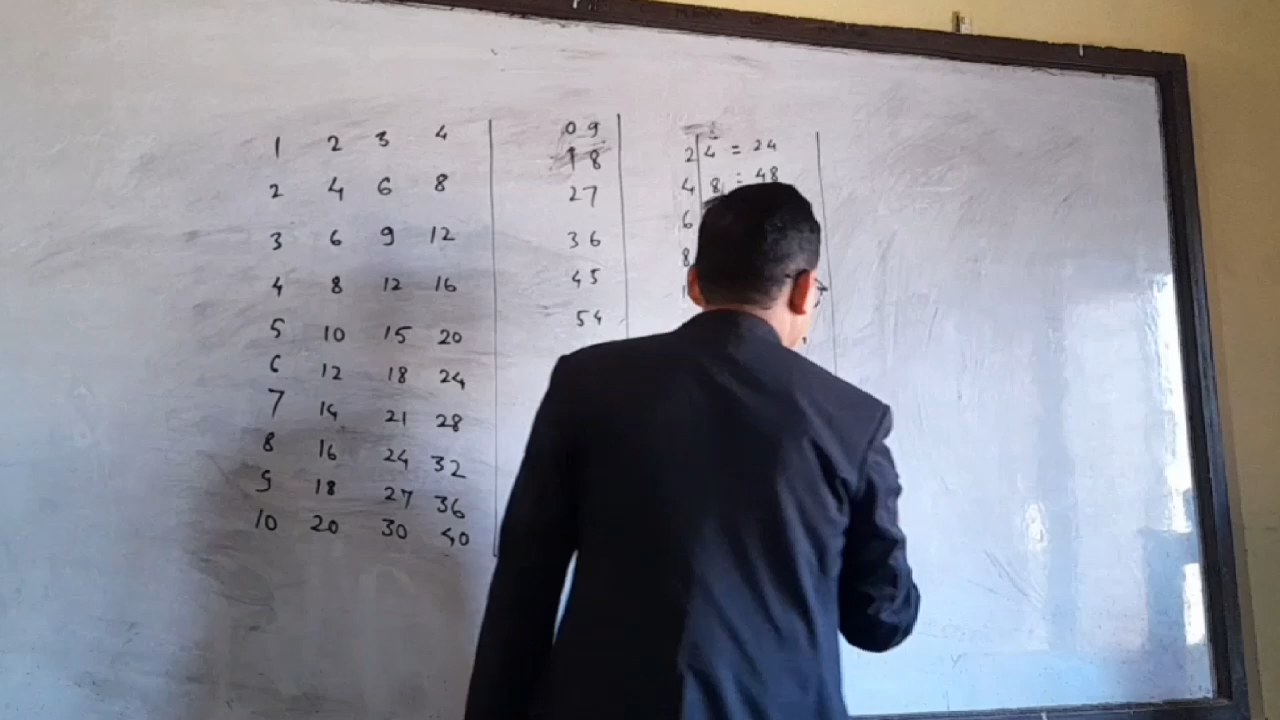 1 2 3 4
2 4 6 8
3 6 9 12
4 8 12 16
5 10 15 20
6 12 18 24
7 14 21 28
8 16 24 32
9 18 27 36
10 20 30 40
09
18
27
36
45
54
2 4 = 24
4 8 = 48
6
8